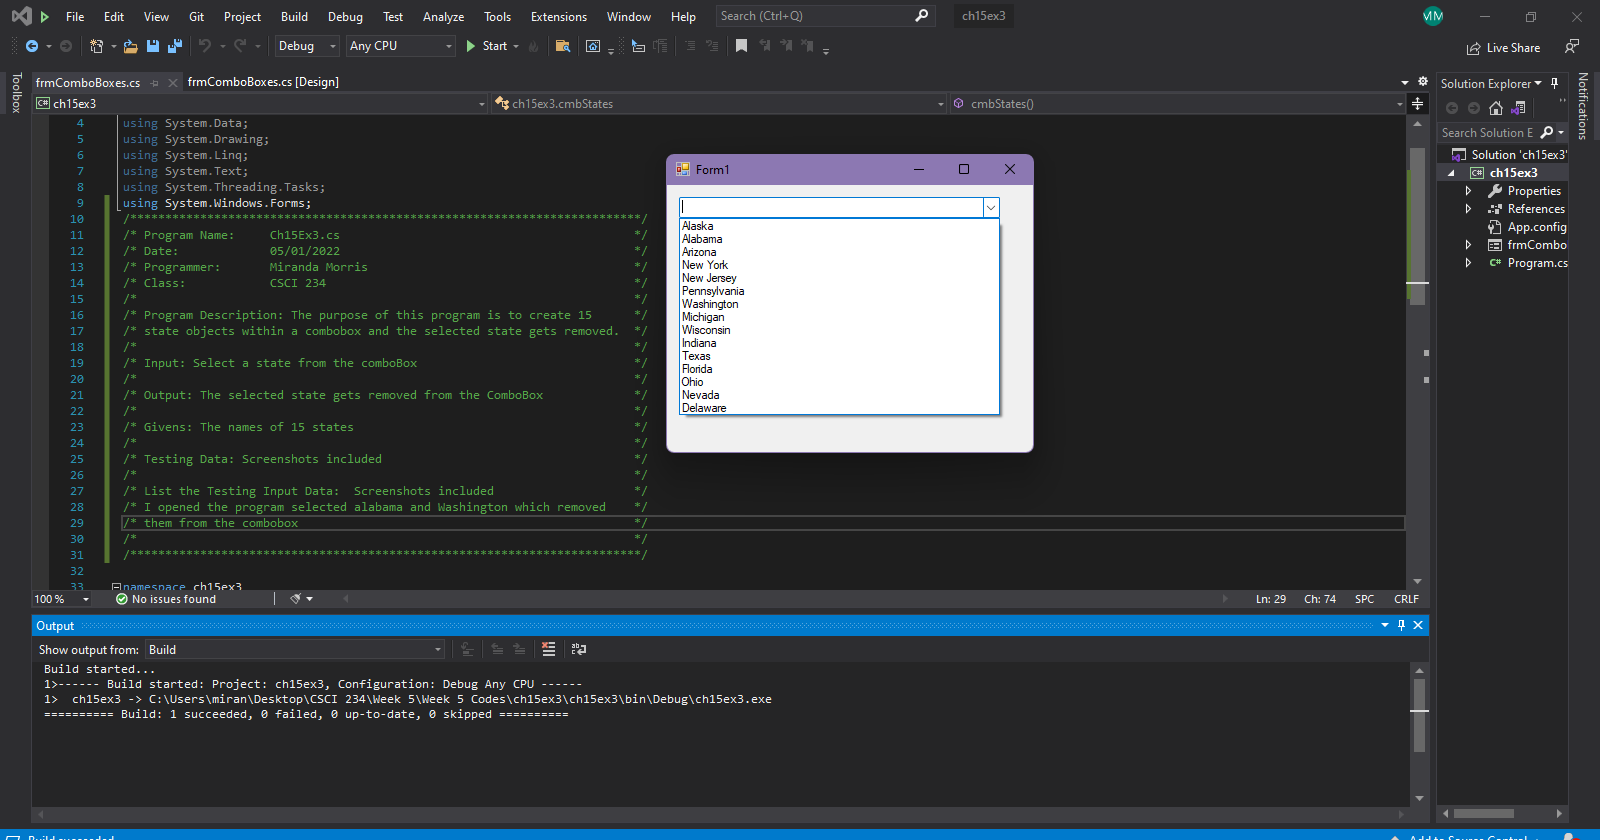 File Edit View Git Project Build Debug Test Analyze Tools Extensions Window Help Search (Ctrl+Q) ch15ex3 MM
Debug Any CPU Start Live Share
Toolbox
frmComboBoxes.cs frmComboBoxes.cs [Design]
C# ch15ex3 ch15ex3.cmbStates cmbStates()
4 using System.Data;
5 using System.Drawing;
6 using System.Linq;
7 using System.Text;
8 using System.Threading.Tasks;
9 using System.Windows.Forms;
10 /*************************************************************************/
11 /* Program Name: Ch15Ex3.cs */
12 /* Date: 05/01/2022 */
13 /* Programmer: Miranda Morris */
14 /* Class: CSCI 234 */
15 /* */
16 /* Program Description: The purpose of this program is to create 15 */
17 /* state objects within a combobox and the selected state gets removed. */
18 /* */
19 /* Input: Select a state from the comboBox */
20 /* */
21 /* Output: The selected state gets removed from the ComboBox */
22 /* */
23 /* Givens: The names of 15 states */
24 /* */
25 /* Testing Data: Screenshots included */
26 /* */
27 /* List the Testing Input Data: Screenshots included */
28 /* I opened the program selected alabama and Washington which removed */
29 /* them from the combobox */
30 /* */
31 /*************************************************************************/
32
33 namespace ch15ex3
Form1
Alaska
Alabama
Arizona
New York
New Jersey
Pennsylvania
Washington
Michigan
Wisconsin
Indiana
Texas
Florida
Ohio
Nevada
Delaware
100 % No issues found Ln: 29 Ch: 74 SPC CRLF
Solution Explorer
Search Solution E
Solution 'ch15ex3'
C# ch15ex3
Properties
References
App.config
frmCombo
C# Program.cs
Notifications
Output
Show output from: Build
Build started...
1>------ Build started: Project: ch15ex3, Configuration: Debug Any CPU ------
1> ch15ex3 -> C:\Users\miran\Desktop\CSCI 234\Week 5\Week 5 Codes\ch15ex3\ch15ex3\bin\Debug\ch15ex3.exe
========== Build: 1 succeeded, 0 failed, 0 up-to-date, 0 skipped ==========
Build succeeded Add to Source Control